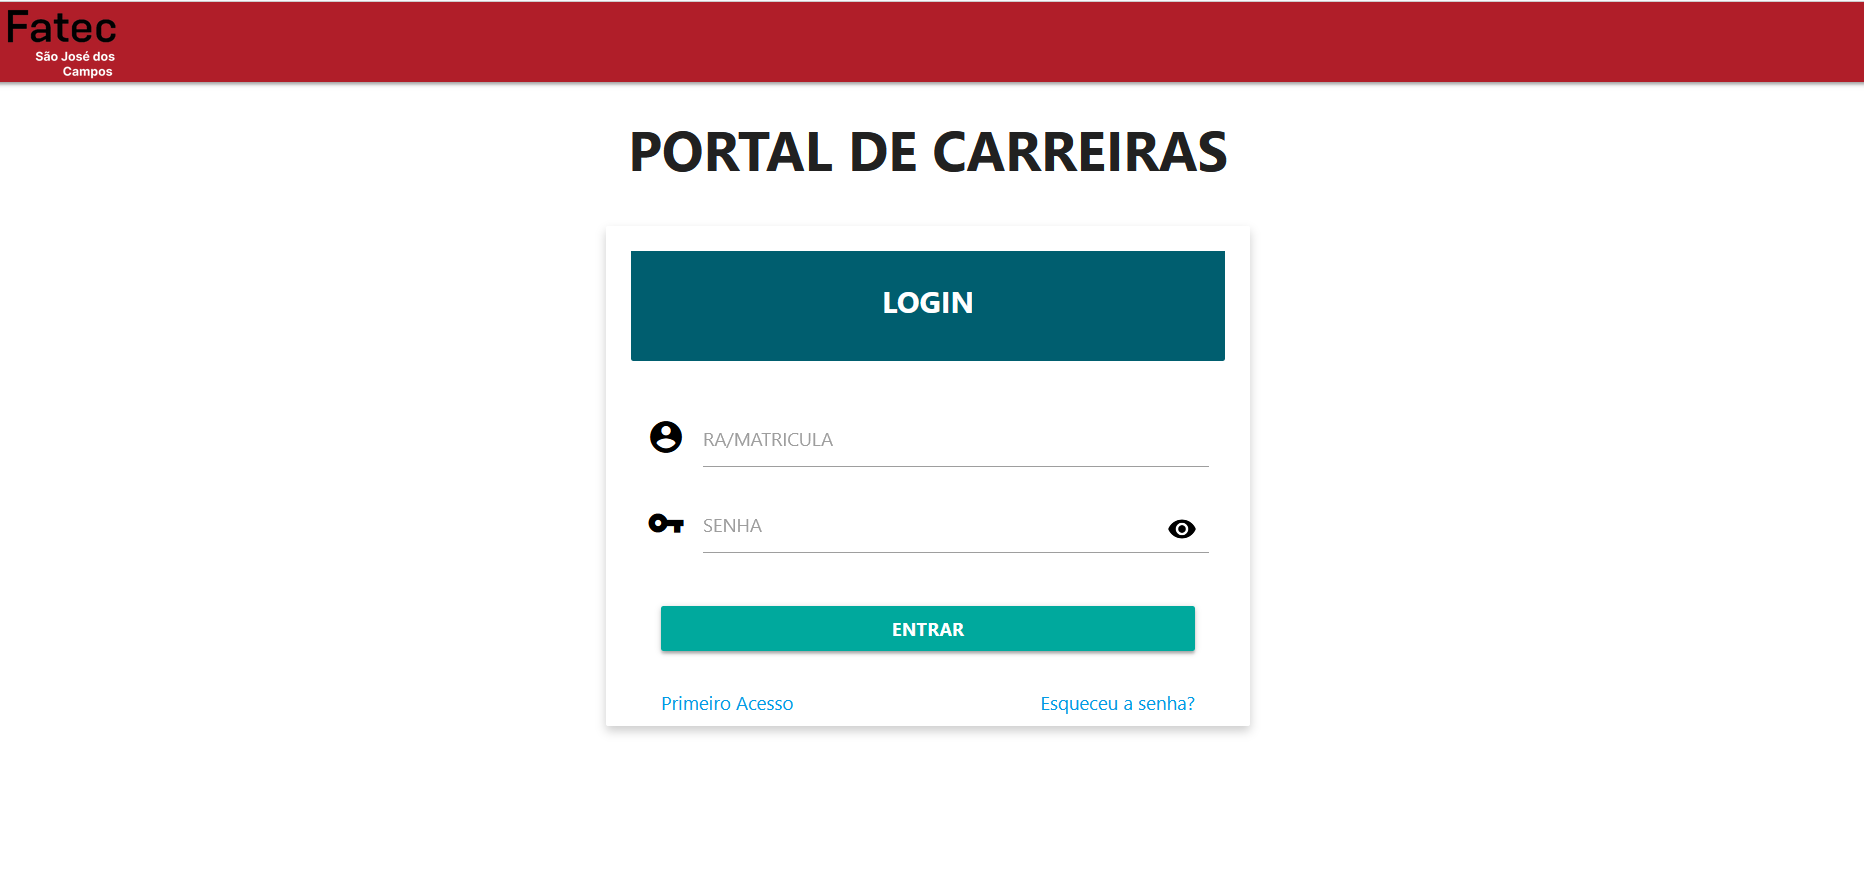 Fatec
São José dos
Campos
PORTAL DE CARREIRAS
LOGIN
RA/MATRICULA
SENHA
ENTRAR
Primeiro Acesso
Esqueceu a senha?